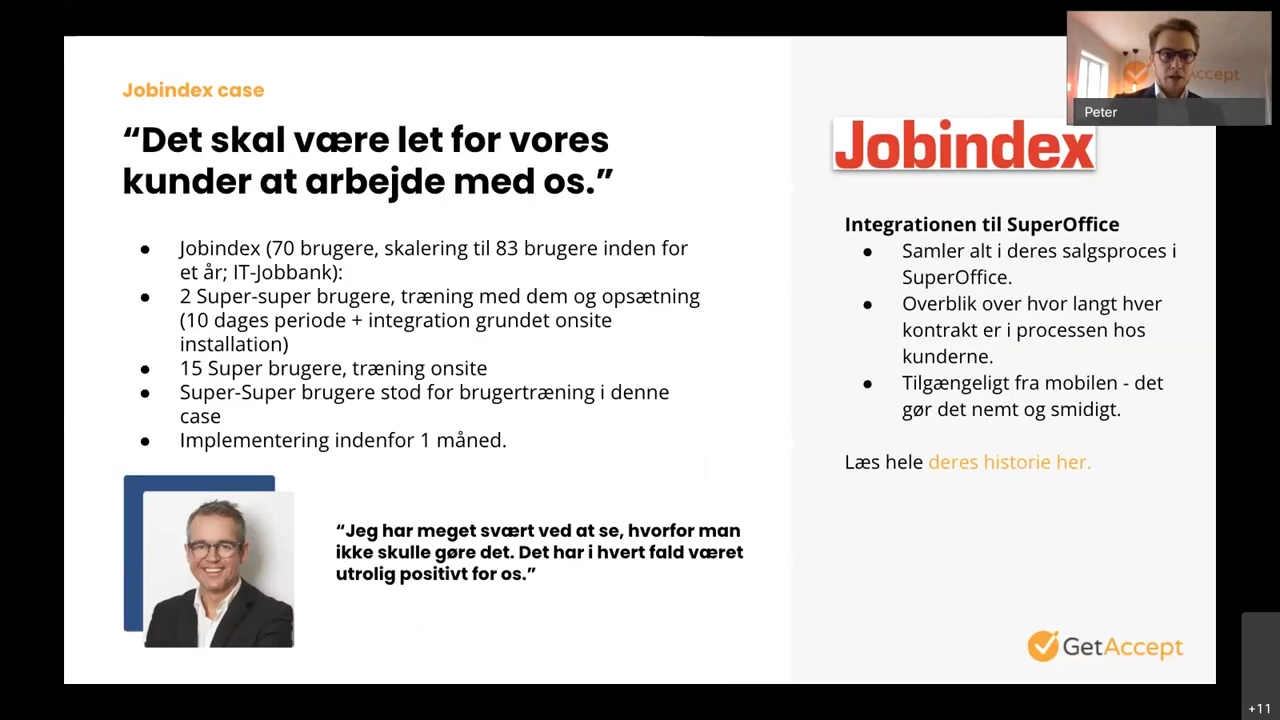 Jobindex case
“Det skal være let for vores
kunder at arbejde med os.”
● Jobindex (70 brugere, skalering til 83 brugere inden for
et år; IT-Jobbank):
● 2 Super-super brugere, træning med dem og opsætning
(10 dages periode + integration grundet onsite
installation)
● 15 Super brugere, træning onsite
● Super-Super brugere stod for brugertræning i denne
case
● Implementering indenfor 1 måned.
“Jeg har meget svært ved at se, hvorfor man
ikke skulle gøre det. Det har i hvert fald været
utrolig positivt for os.”
Peter
Jobindex
Integrationen til SuperOffice
● Samler alt i deres salgsproces i
SuperOffice.
● Overblik over hvor langt hver
kontrakt er i processen hos
kunderne.
● Tilgængeligt fra mobilen - det
gør det nemt og smidigt.
Læs hele deres historie her.
GetAccept
+11